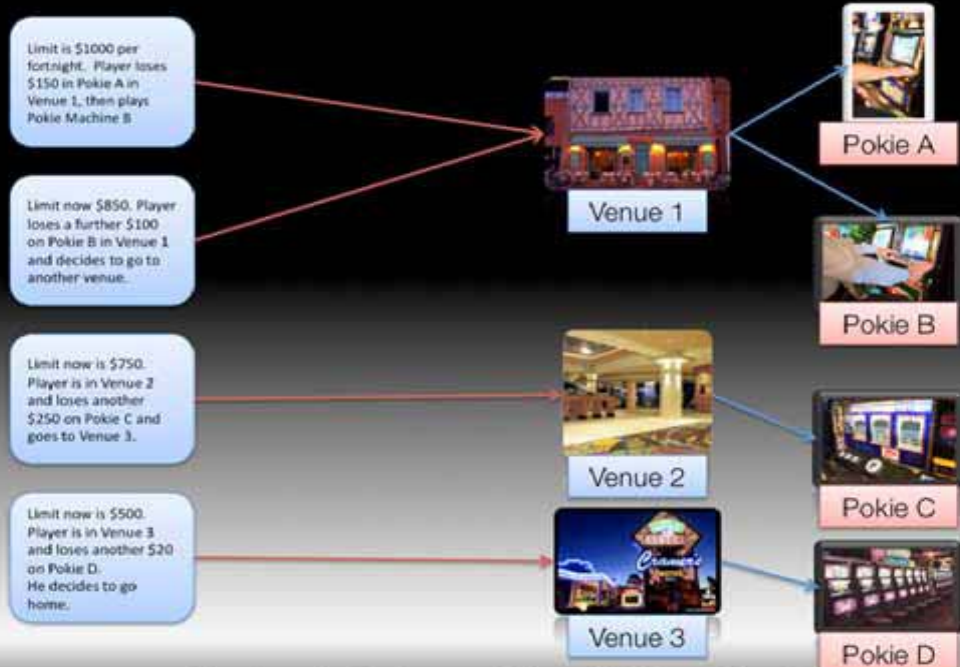 Limit is $1000 per
fortnight. Player loses
$150 in Pokie A in
Venue 1, then plays
Pokie Machine B
Limit now $850. Player
loses a further $100
on Pokie B in Venue 1
and decides to go to
another venue.
Limit now is $750.
Player is in Venue 2
and loses another
$250 on Pokie C and
goes to Venue 3.
Limit now is $500.
Player is in Venue 3
and loses another $20
on Pokie D.
He decides to go
home.
Venue 1
Venue 2
Venue 3
Pokie A
Pokie B
Pokie C
Pokie D